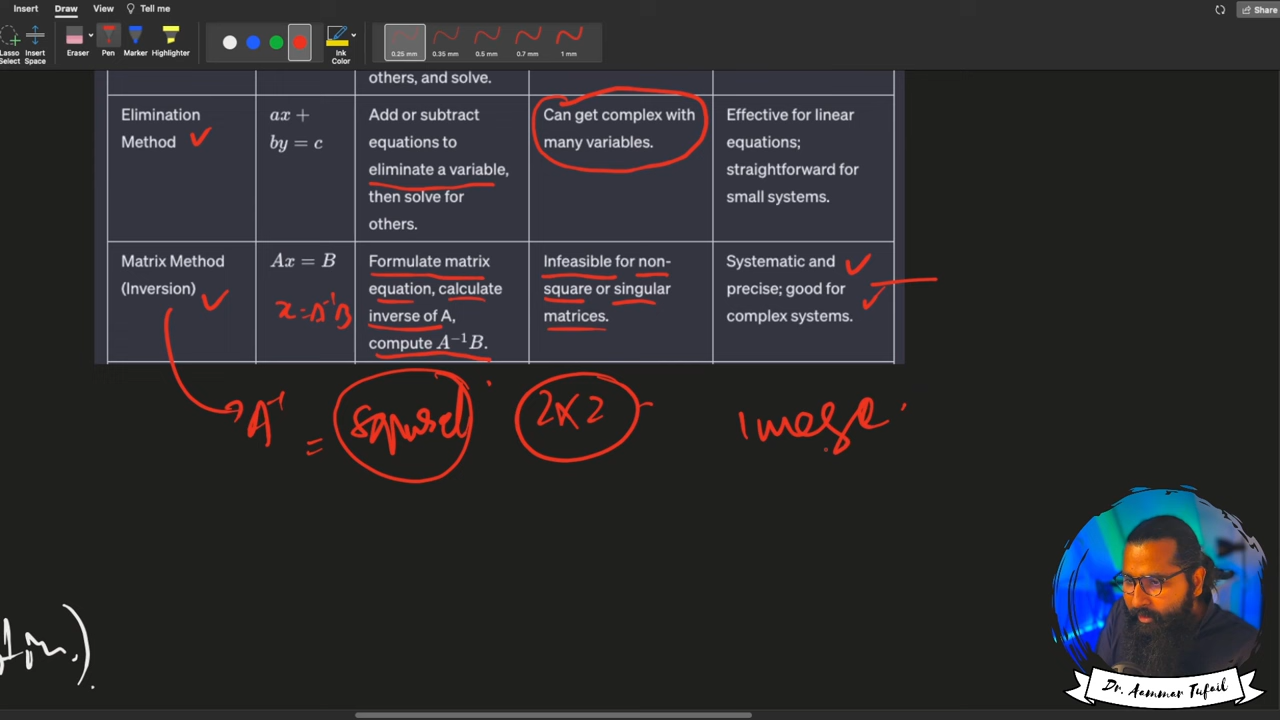 Insert Draw View Tell me Share
Lasso Select Insert Space Eraser Pen Marker Highlighter Ink Color 0.25 mm 0.35 mm 0.5 mm 0.7 mm 1 mm
others, and solve.
Elimination Method
ax + by = c
Add or subtract
equations to
eliminate a variable,
then solve for
others.
Can get complex with
many variables.
Effective for linear
equations;
straightforward for
small systems.
Matrix Method
(Inversion)
Ax = B
x = A⁻¹B
Formulate matrix
equation, calculate
inverse of A,
compute A⁻¹B.
Infeasible for non-
square or singular
matrices.
Systematic and
precise; good for
complex systems.
A⁻¹ = 2x2 image
Dr. Aammar Tufail